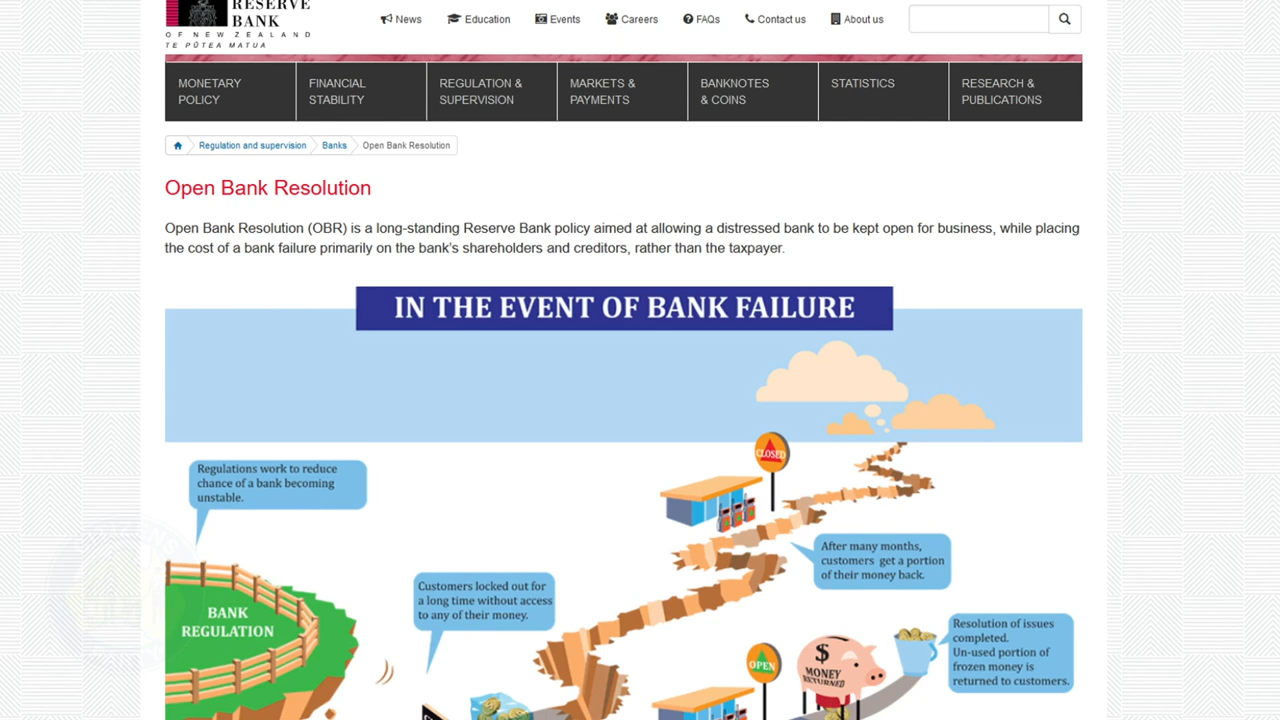 RESERVE
BANK
OF NEW ZEALAND
TE PŪTEA MATUA
News
Education
Events
Careers
FAQs
Contact us
About us
MONETARY
POLICY
FINANCIAL
STABILITY
REGULATION &
SUPERVISION
MARKETS &
PAYMENTS
BANKNOTES
& COINS
STATISTICS
RESEARCH &
PUBLICATIONS
Regulation and supervision
Banks
Open Bank Resolution
Open Bank Resolution
Open Bank Resolution (OBR) is a long-standing Reserve Bank policy aimed at allowing a distressed bank to be kept open for business, while placing
the cost of a bank failure primarily on the bank's shareholders and creditors, rather than the taxpayer.
IN THE EVENT OF BANK FAILURE
CLOSED
Regulations work to reduce
chance of a bank becoming
unstable.
After many months,
customers get a portion
of their money back.
Customers locked out for
a long time without access
to any of their money.
BANK
REGULATION
Resolution of issues
completed.
Un-used portion of
frozen money is
returned to customers.
OPEN
$
MONEY
RETURNED